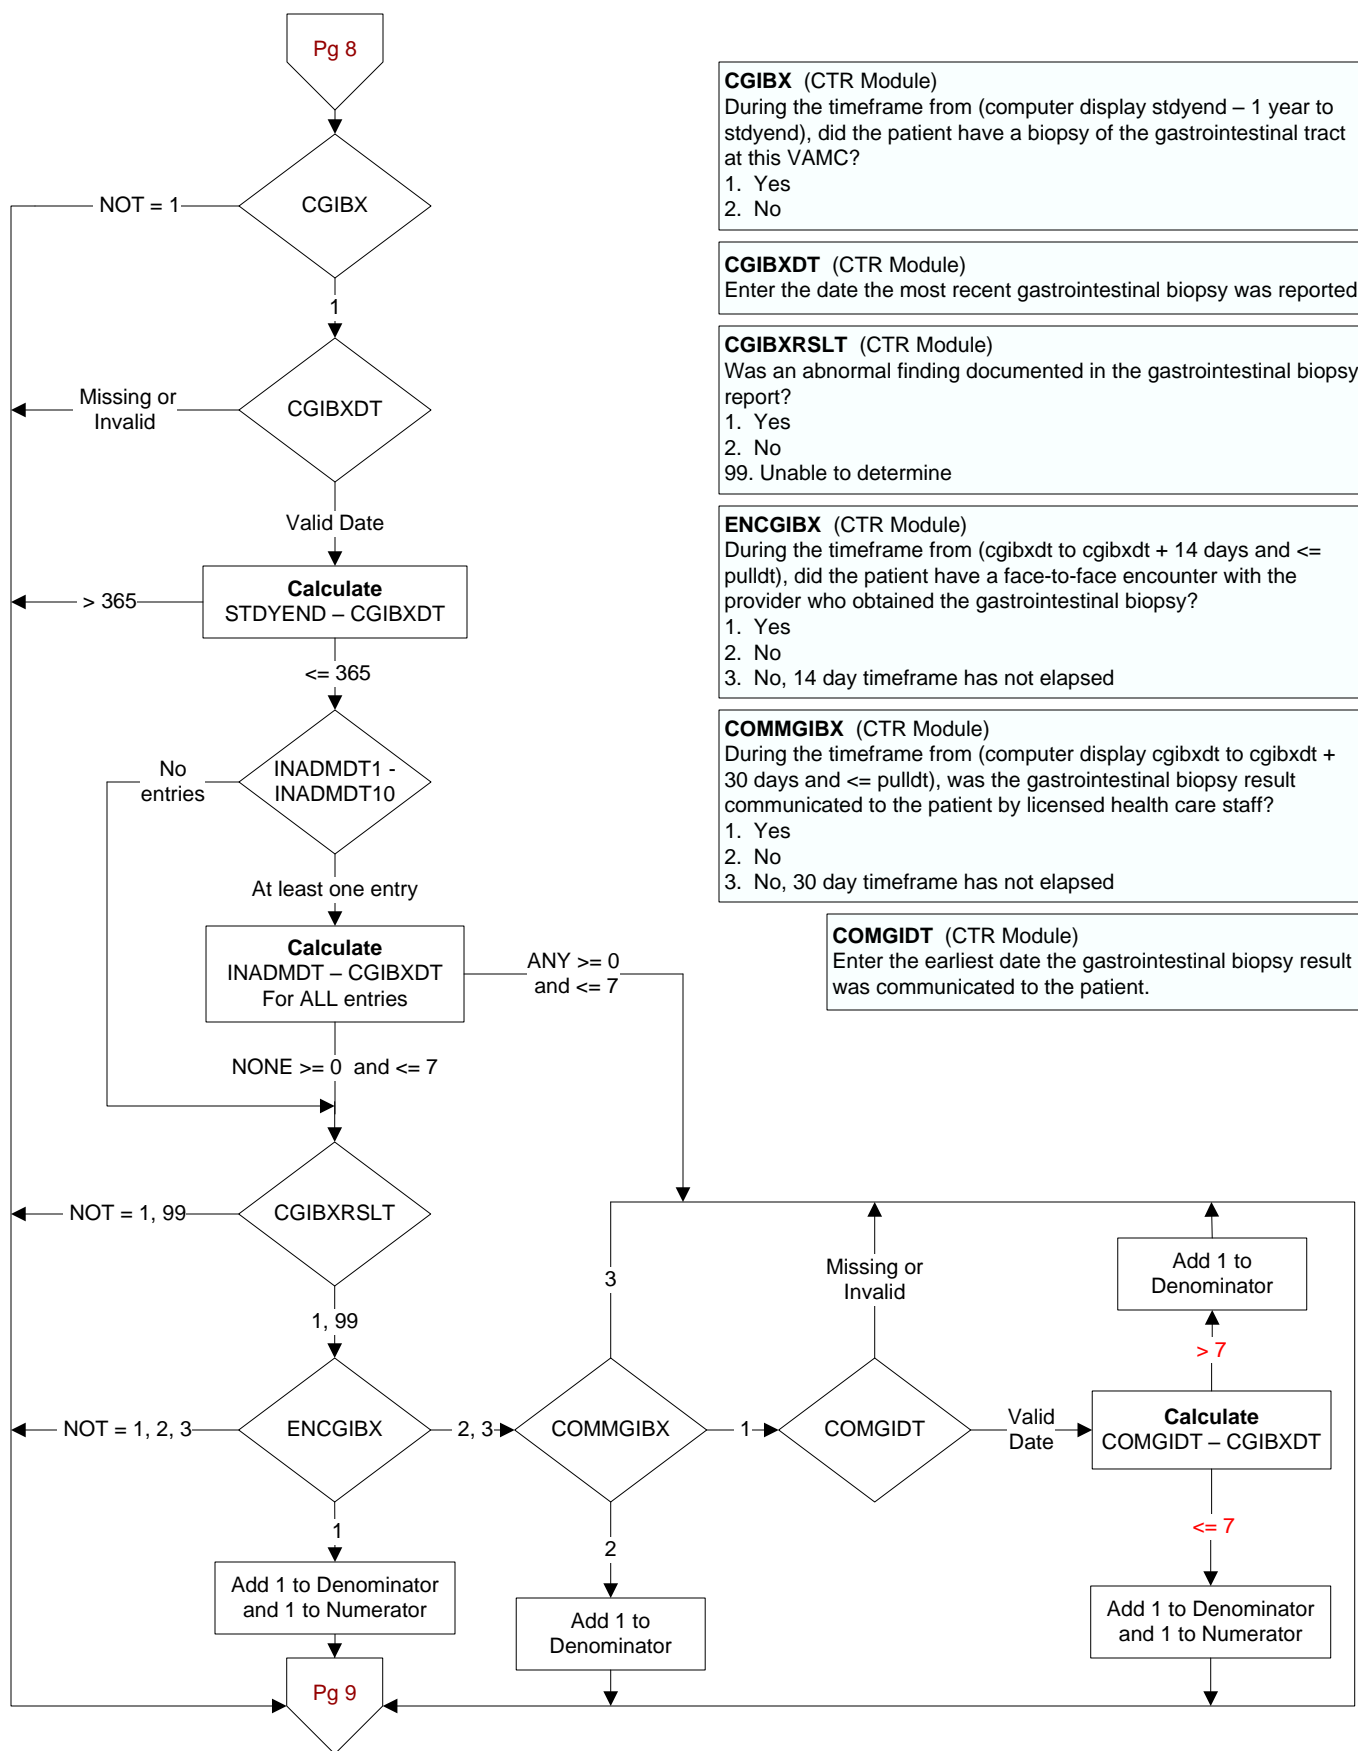 Pg 8
CGIBX
NOT = 1
1
CGIBXDT
Missing or
Invalid
Valid Date
Calculate
STDYEND – CGIBXDT
> 365
<= 365
INADMDT1 -
INADMDT10
No
entries
At least one entry
Calculate
INADMDT – CGIBXDT
For ALL entries
ANY >= 0
and <= 7
NONE >= 0 and <= 7
CGIBXRSLT
NOT = 1, 99
1, 99
ENCGIBX
NOT = 1, 2, 3
2, 3
1
Add 1 to Denominator
and 1 to Numerator
Pg 9
COMMGIBX
3
1
2
Add 1 to
Denominator
COMGIDT
Missing or
Invalid
Valid
Date
Calculate
COMGIDT – CGIBXDT
> 7
Add 1 to
Denominator
<= 7
Add 1 to Denominator
and 1 to Numerator
CGIBX (CTR Module)
During the timeframe from (computer display stdyend – 1 year to
stdyend), did the patient have a biopsy of the gastrointestinal tract
at this VAMC?
1. Yes
2. No
CGIBXDT (CTR Module)
Enter the date the most recent gastrointestinal biopsy was reported
CGIBXRSLT (CTR Module)
Was an abnormal finding documented in the gastrointestinal biopsy
report?
1. Yes
2. No
99. Unable to determine
ENCGIBX (CTR Module)
During the timeframe from (cgibxdt to cgibxdt + 14 days and <=
pulldt), did the patient have a face-to-face encounter with the
provider who obtained the gastrointestinal biopsy?
1. Yes
2. No
3. No, 14 day timeframe has not elapsed
COMMGIBX (CTR Module)
During the timeframe from (computer display cgibxdt to cgibxdt +
30 days and <= pulldt), was the gastrointestinal biopsy result
communicated to the patient by licensed health care staff?
1. Yes
2. No
3. No, 30 day timeframe has not elapsed
COMGIDT (CTR Module)
Enter the earliest date the gastrointestinal biopsy result
was communicated to the patient.